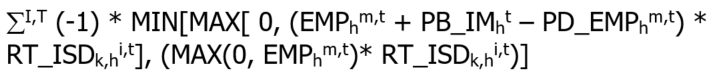 ∑ᴵ,ᵀ (-1) * MIN[MAX[ 0, (EMPₕᵐ,ᵗ + PB_IMₕᵗ – PD_EMPₕᵐ,ᵗ) *
RT_ISDₖ,ₕⁱ,ᵗ], (MAX(0, EMPₕᵐ,ᵗ)* RT_ISDₖ,ₕⁱ,ᵗ)]